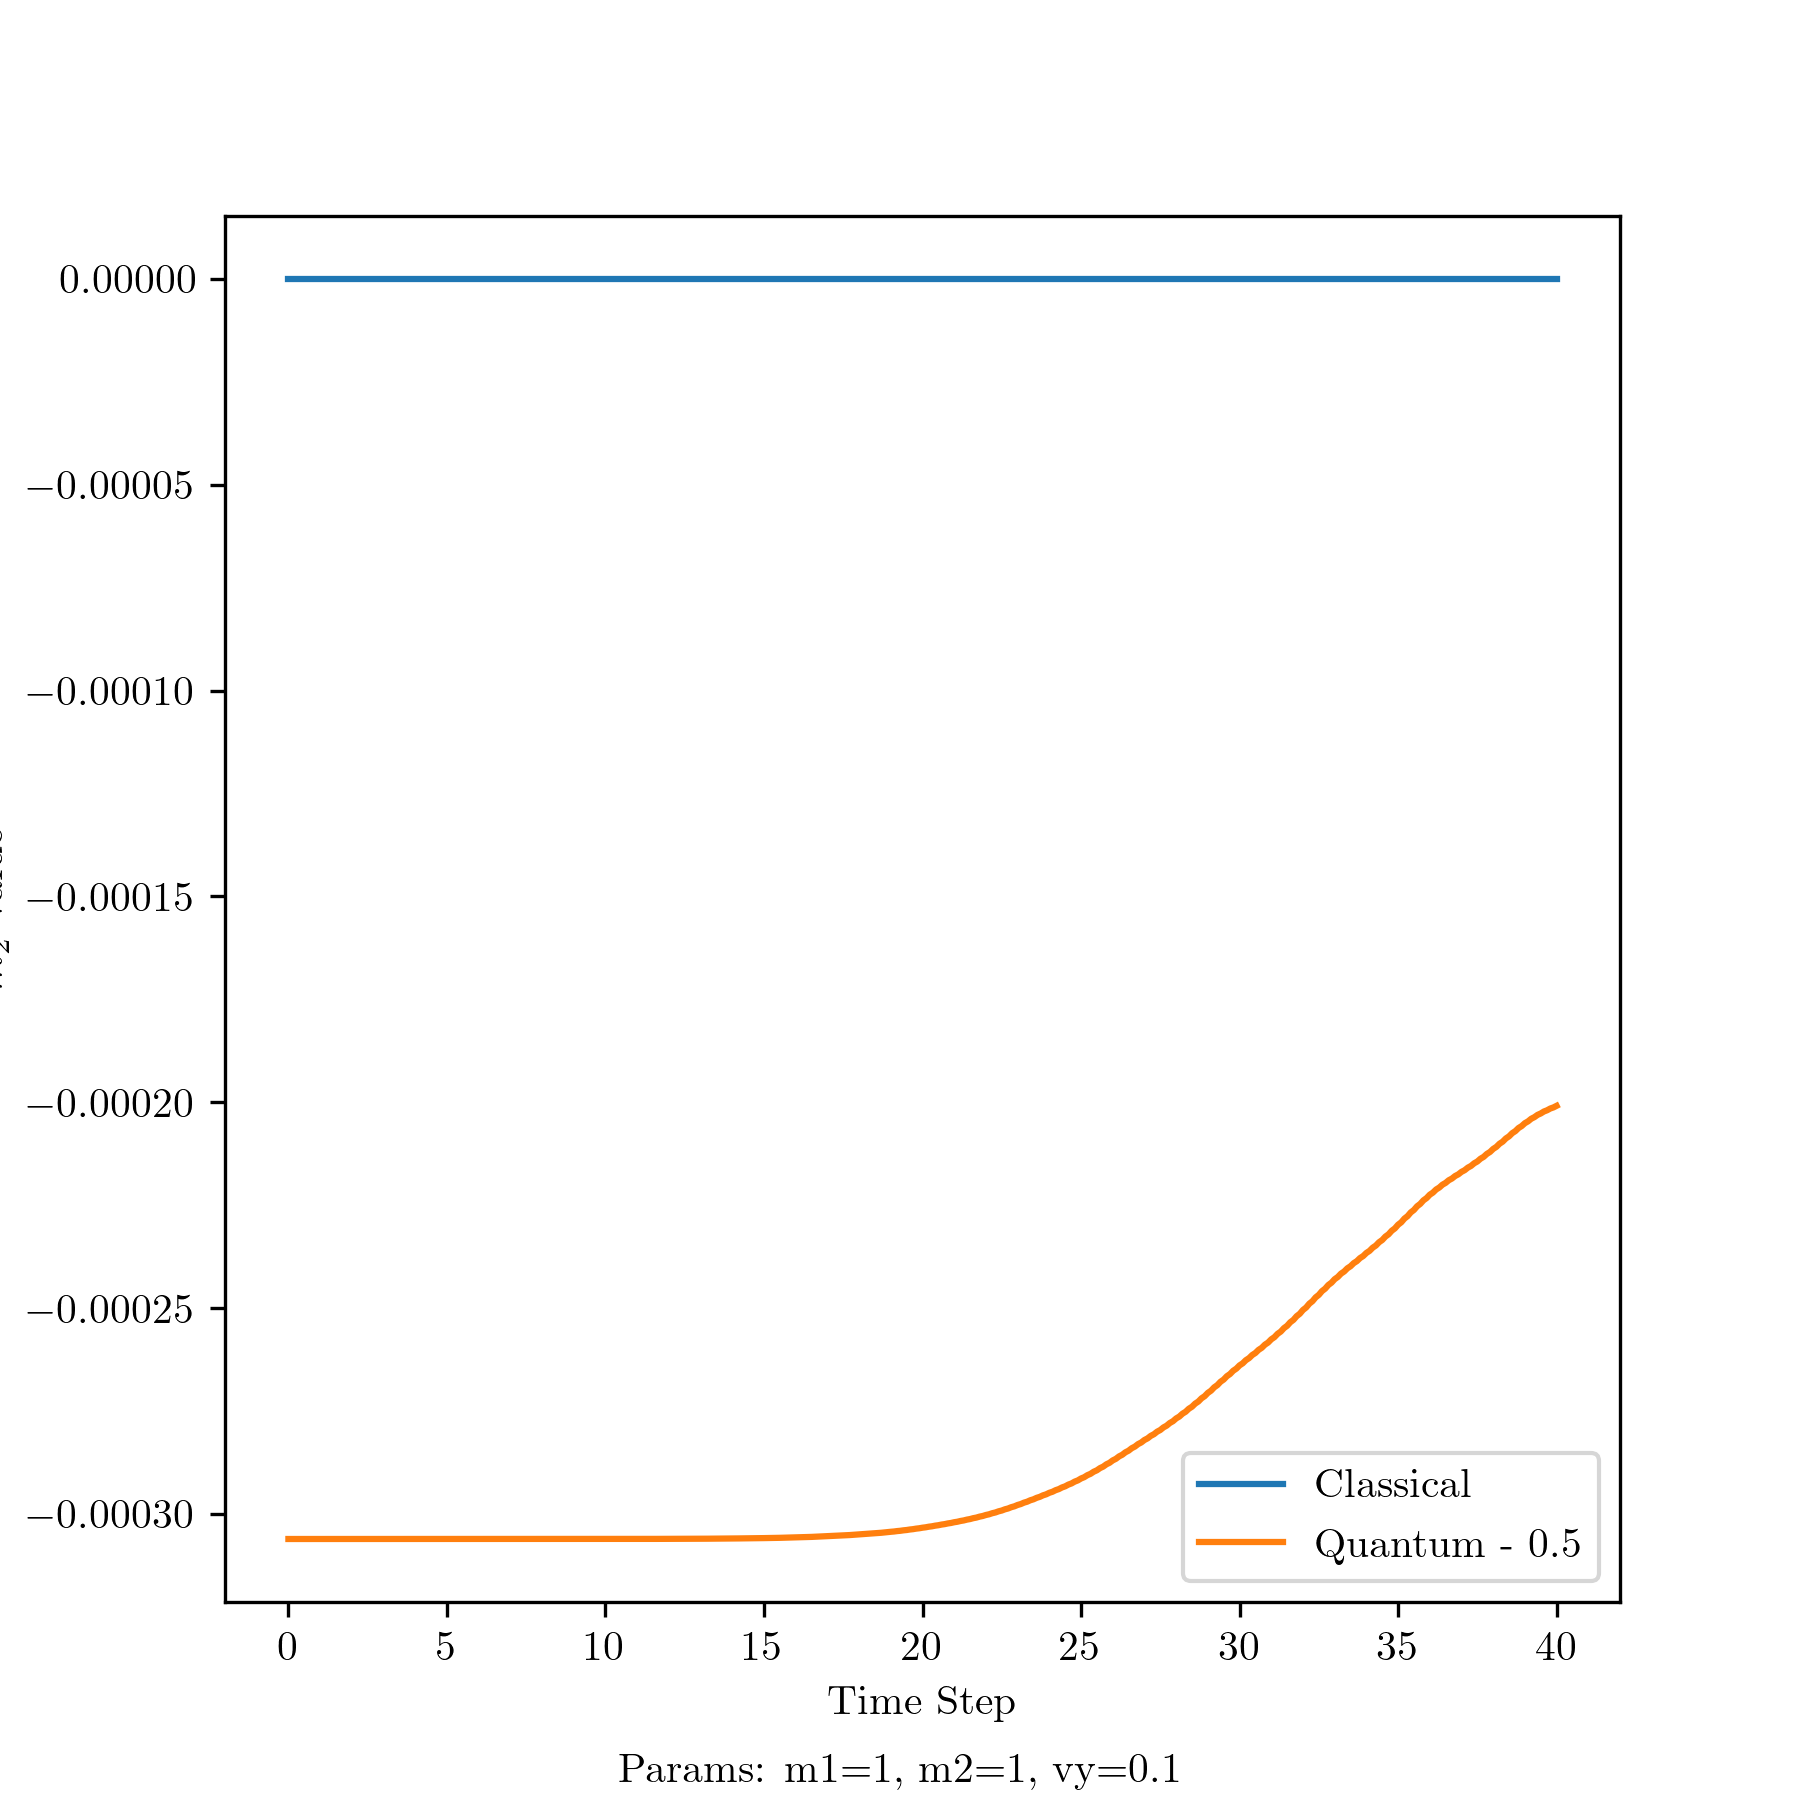 0.00000
−0.00005
−0.00010
−0.00015
−0.00020
−0.00025
−0.00030
Classical
Quantum - 0.5
0 5 10 15 20 25 30 35 40
Time Step
Params: m1=1, m2=1, vy=0.1